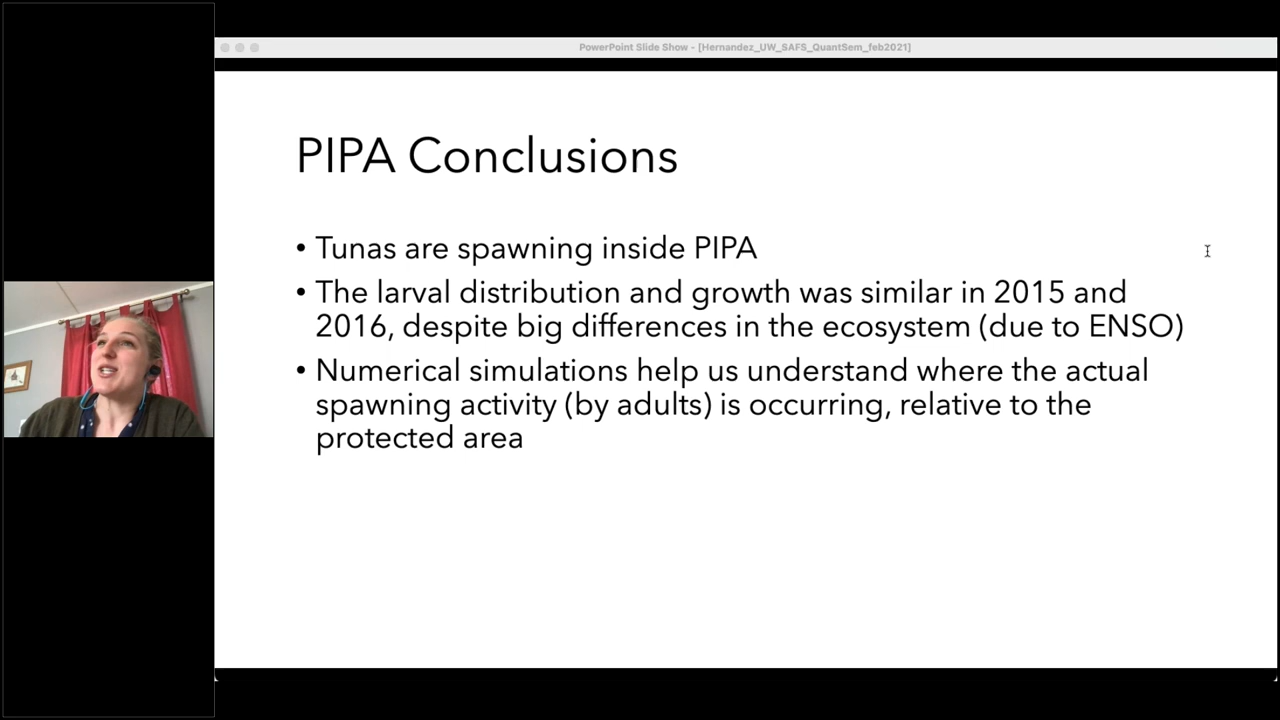 PowerPoint Slide Show - [Hernandez_UW_SAFS_QuantSem_feb2021]
PIPA Conclusions
• Tunas are spawning inside PIPA
• The larval distribution and growth was similar in 2015 and
2016, despite big differences in the ecosystem (due to ENSO)
• Numerical simulations help us understand where the actual
spawning activity (by adults) is occurring, relative to the
protected area